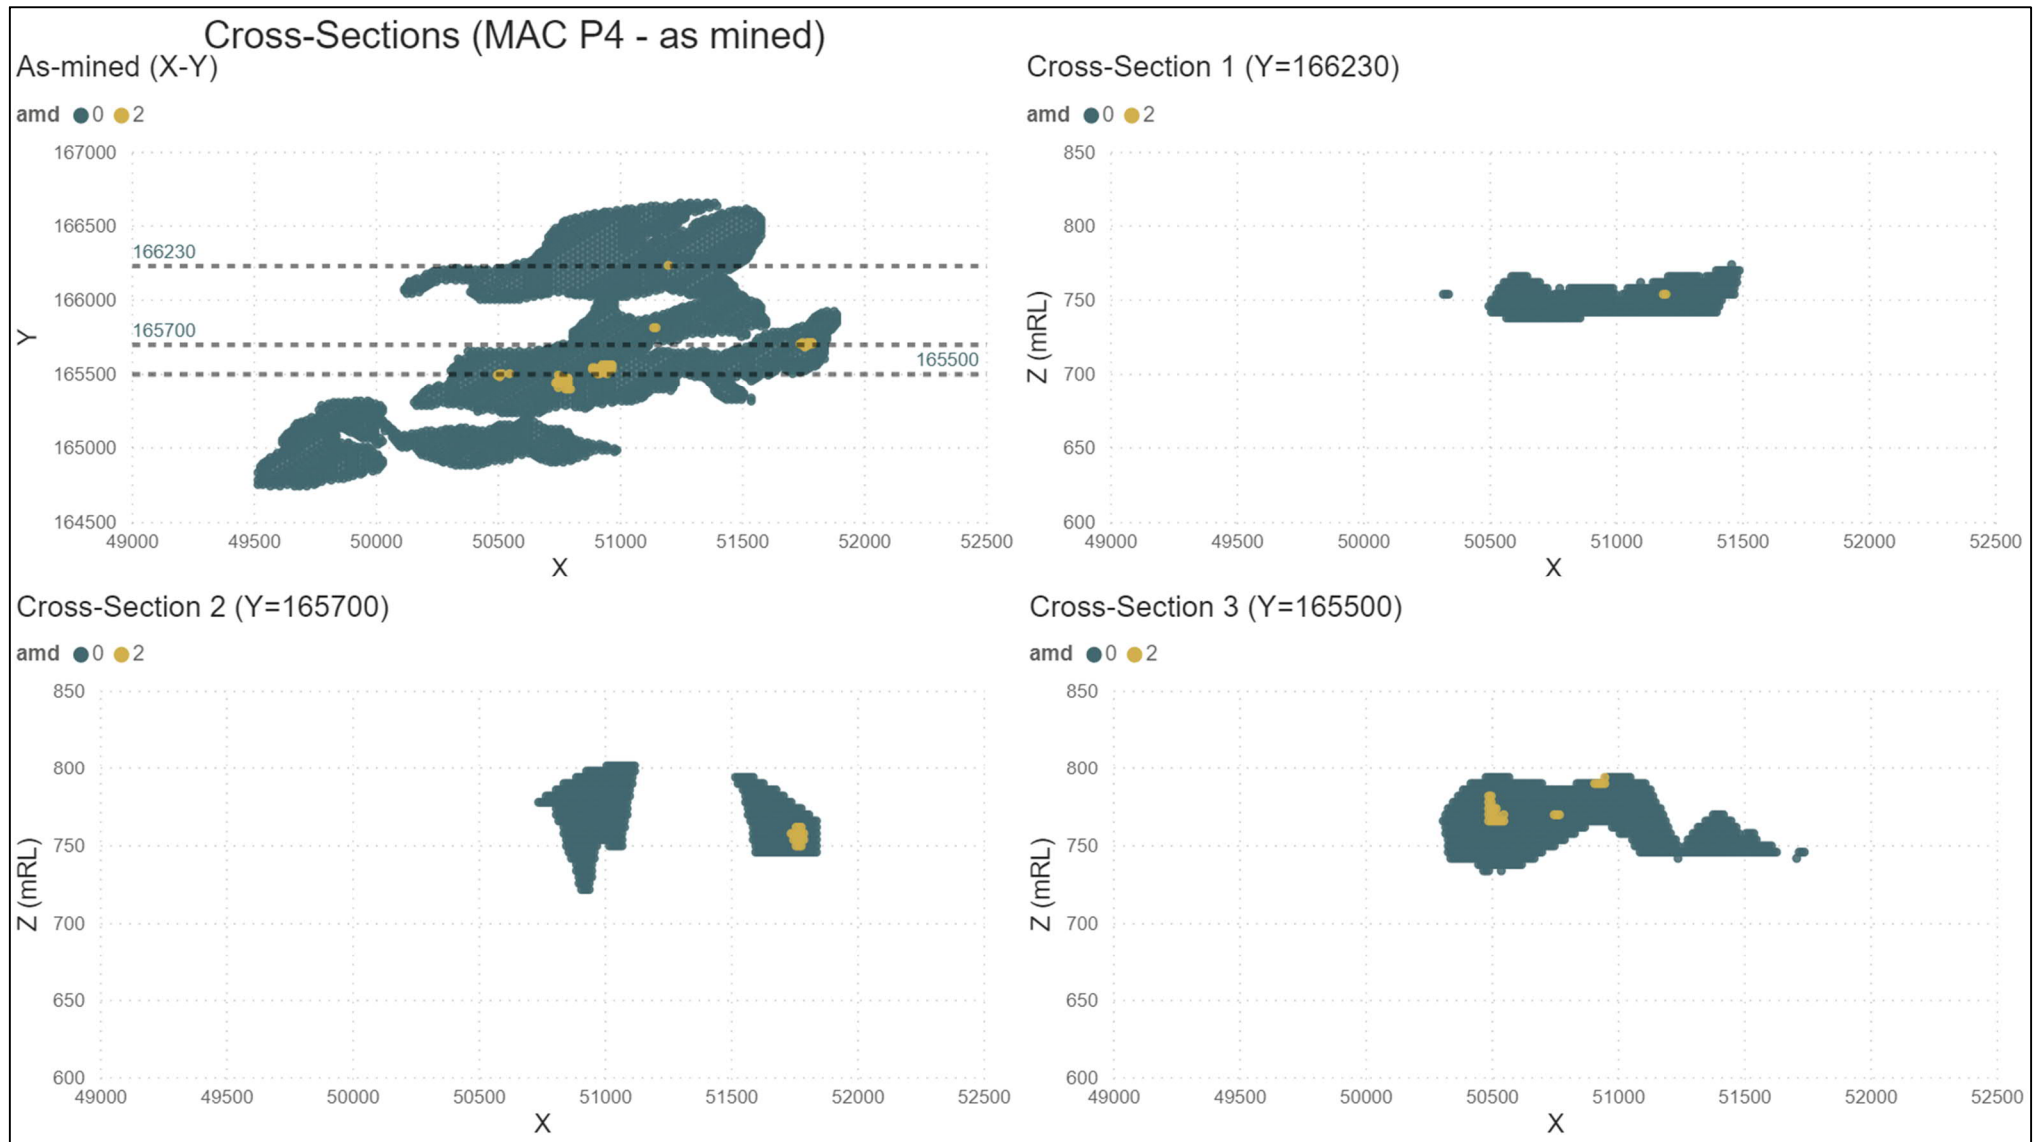 Cross-Sections (MAC P4 - as mined)
As-mined (X-Y)
amd 0 2
167000
166500
166000
165500
165000
164500
166230
165700
165500
Y
49000 49500 50000 50500 51000 51500 52000 52500
X
Cross-Section 1 (Y=166230)
amd 0 2
850
800
750
700
650
600
Z (mRL)
49000 49500 50000 50500 51000 51500 52000 52500
X
Cross-Section 2 (Y=165700)
amd 0 2
850
800
750
700
650
600
Z (mRL)
49000 49500 50000 50500 51000 51500 52000 52500
X
Cross-Section 3 (Y=165500)
amd 0 2
850
800
750
700
650
600
Z (mRL)
49000 49500 50000 50500 51000 51500 52000 52500
X